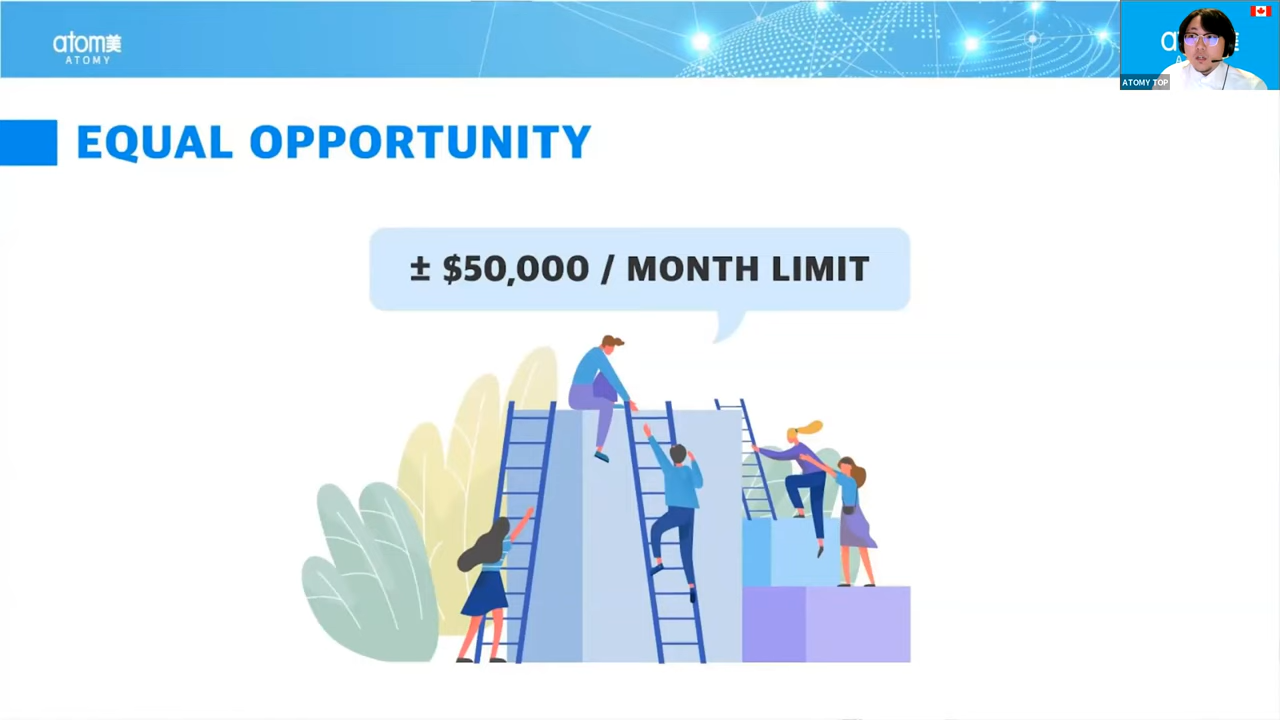 atom美
ATOMY
ATOMY TOP
EQUAL OPPORTUNITY
± $50,000 / MONTH LIMIT